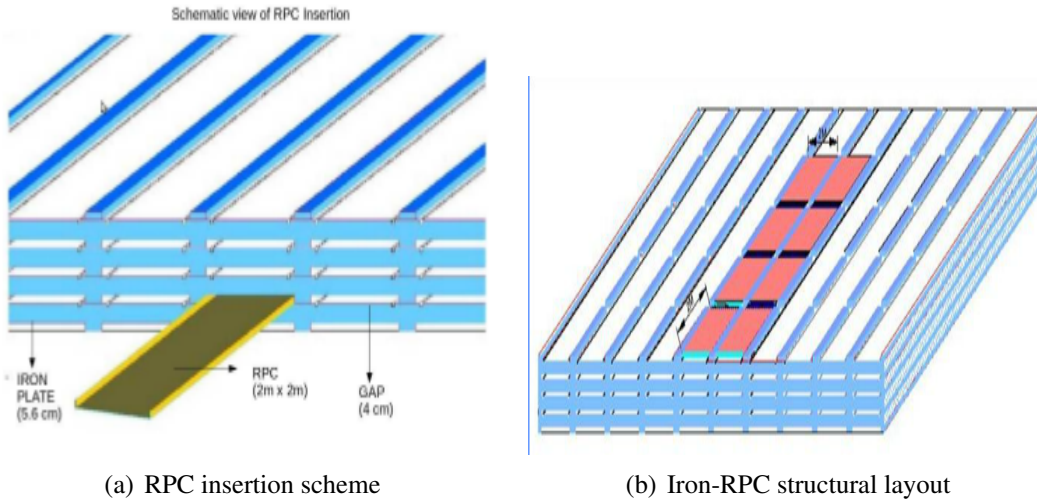 Schematic view of RPC Insertion
IRON
PLATE
(5.6 cm)
RPC
(2m x 2m)
GAP
(4 cm)
(a) RPC insertion scheme
(b) Iron-RPC structural layout